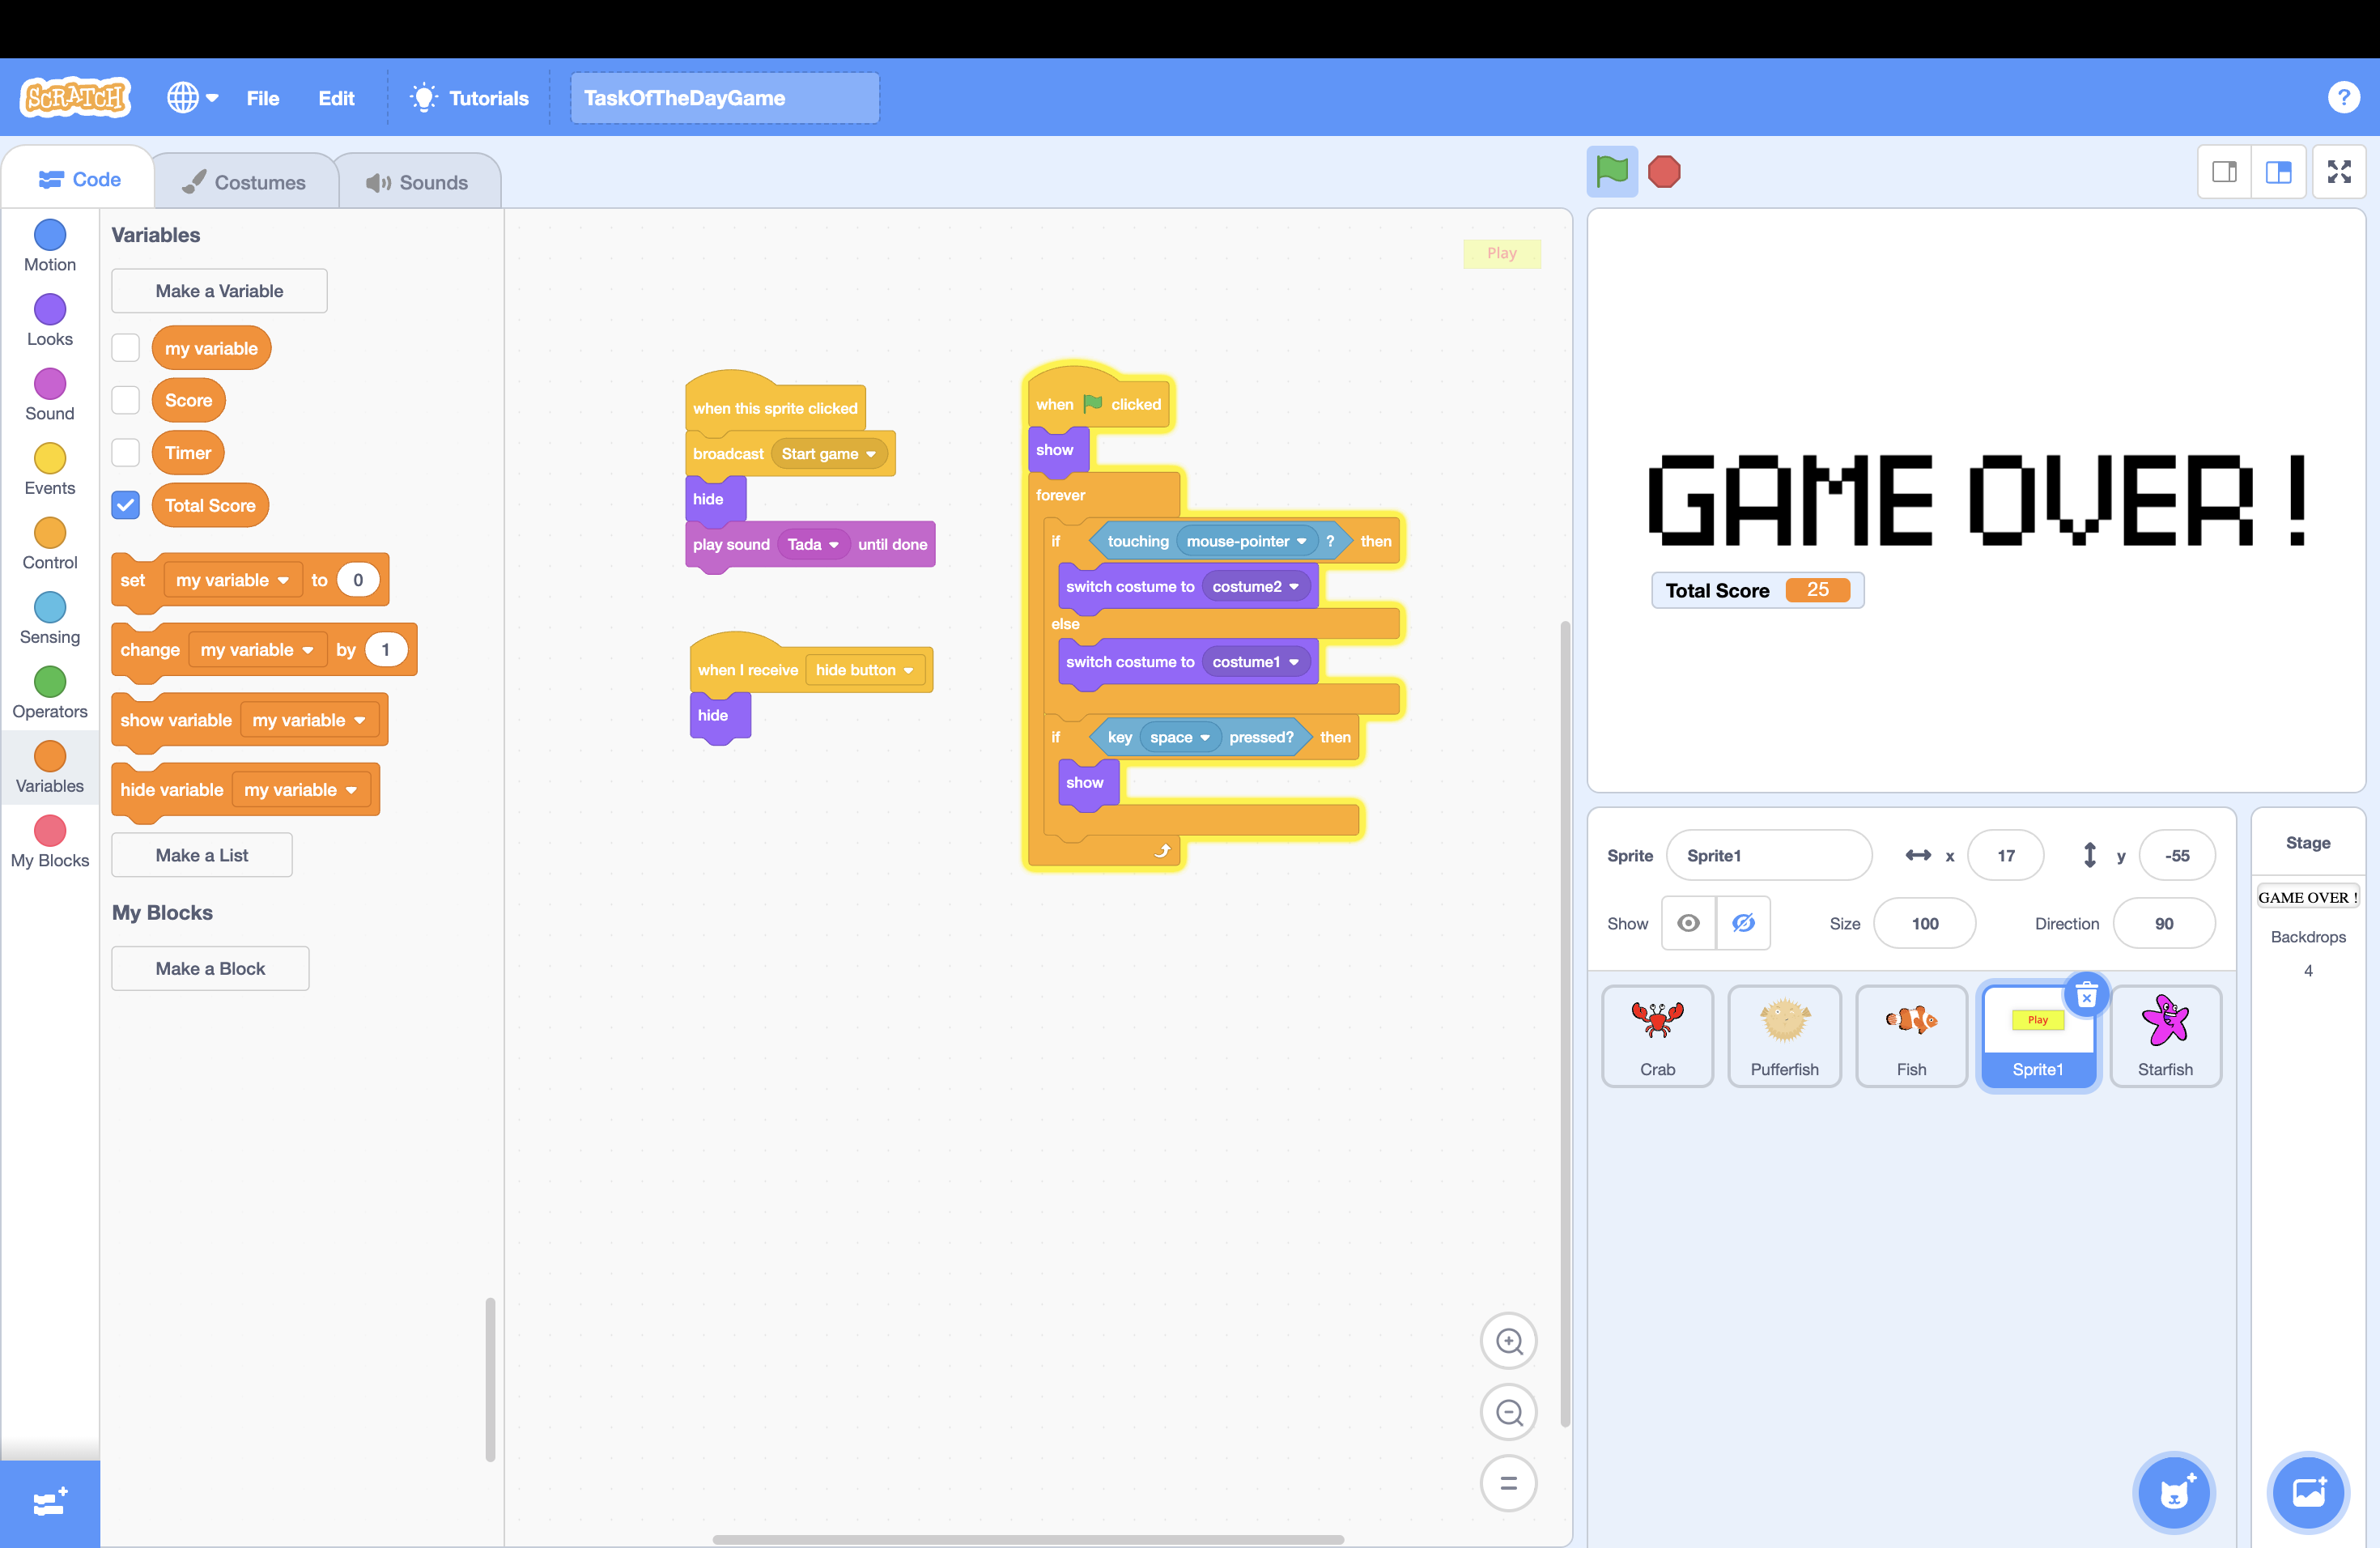 SCRATCH File Edit Tutorials TaskOfTheDayGame ?
Code Costumes Sounds
Motion
Looks
Sound
Events
Control
Sensing
Operators
Variables
My Blocks
Variables
Make a Variable
my variable
Score
Timer
Total Score
set my variable to 0
change my variable by 1
show variable my variable
hide variable my variable
Make a List
My Blocks
Make a Block
Play
when this sprite clicked
broadcast Start game
hide
play sound Tada until done
when I receive hide button
hide
when clicked
show
forever
if touching mouse-pointer ? then
switch costume to costume2
else
switch costume to costume1
if key space pressed? then
show
GAME OVER !
Total Score 25
Sprite Sprite1 x 17 y -55
Show Size 100 Direction 90
Crab
Pufferfish
Fish
Play
Sprite1
Starfish
Stage
GAME OVER !
Backdrops
4